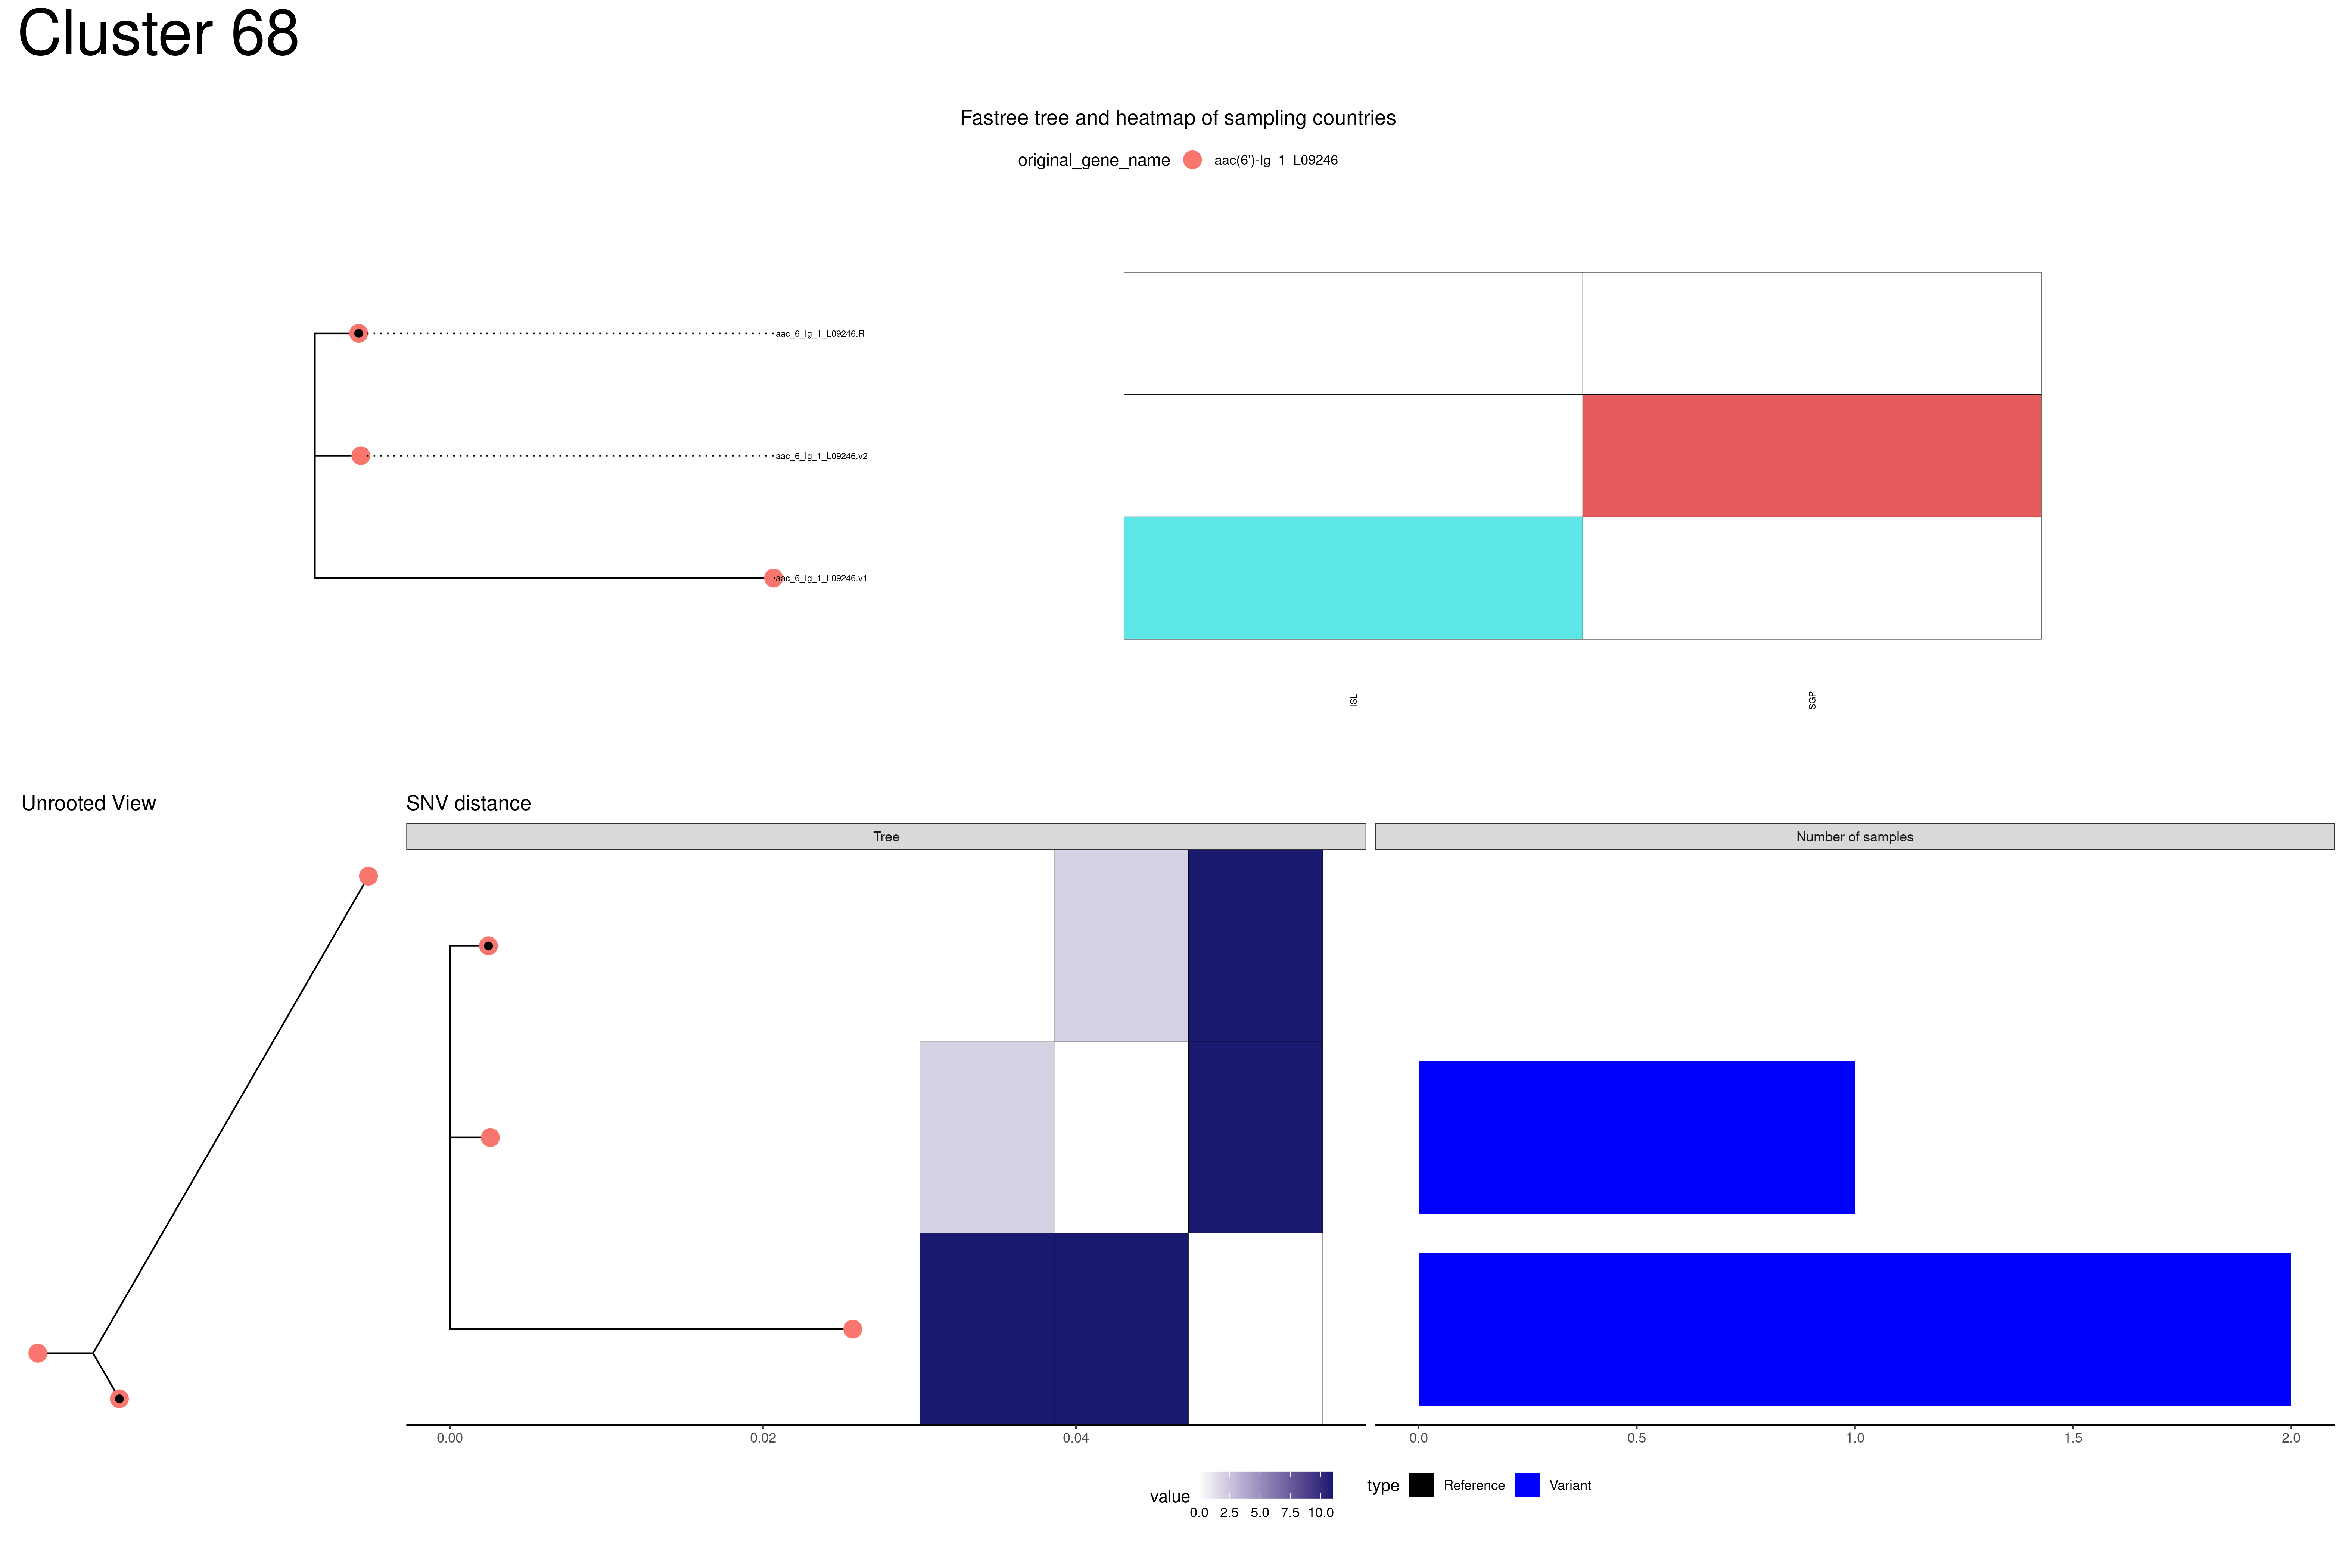 Cluster 68
Fastree tree and heatmap of sampling countries
original_gene_name aac(6')-Ig_1_L09246
aac_6_Ig_1_L09246.R
aac_6_Ig_1_L09246.v2
aac_6_Ig_1_L09246.v1
ISL SGP
Unrooted View SNV distance
Tree Number of samples
0.00 0.02 0.04 0.0 0.5 1.0 1.5 2.0
value 0.0 2.5 5.0 7.5 10.0 type Reference Variant